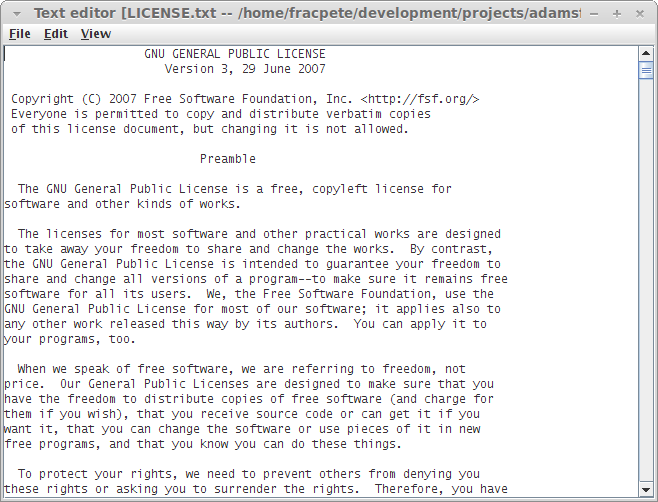 Text editor [LICENSE.txt -- /home/fracpete/development/projects/adams
File Edit View
GNU GENERAL PUBLIC LICENSE
Version 3, 29 June 2007
Copyright (C) 2007 Free Software Foundation, Inc. <http://fsf.org/>
Everyone is permitted to copy and distribute verbatim copies
of this license document, but changing it is not allowed.
Preamble
The GNU General Public License is a free, copyleft license for
software and other kinds of works.
The licenses for most software and other practical works are designed
to take away your freedom to share and change the works.  By contrast,
the GNU General Public License is intended to guarantee your freedom to
share and change all versions of a program--to make sure it remains free
software for all its users.  We, the Free Software Foundation, use the
GNU General Public License for most of our software; it applies also to
any other work released this way by its authors.  You can apply it to
your programs, too.
When we speak of free software, we are referring to freedom, not
price.  Our General Public Licenses are designed to make sure that you
have the freedom to distribute copies of free software (and charge for
them if you wish), that you receive source code or can get it if you
want it, that you can change the software or use pieces of it in new
free programs, and that you know you can do these things.
To protect your rights, we need to prevent others from denying you
these rights or asking you to surrender the rights.  Therefore, you have